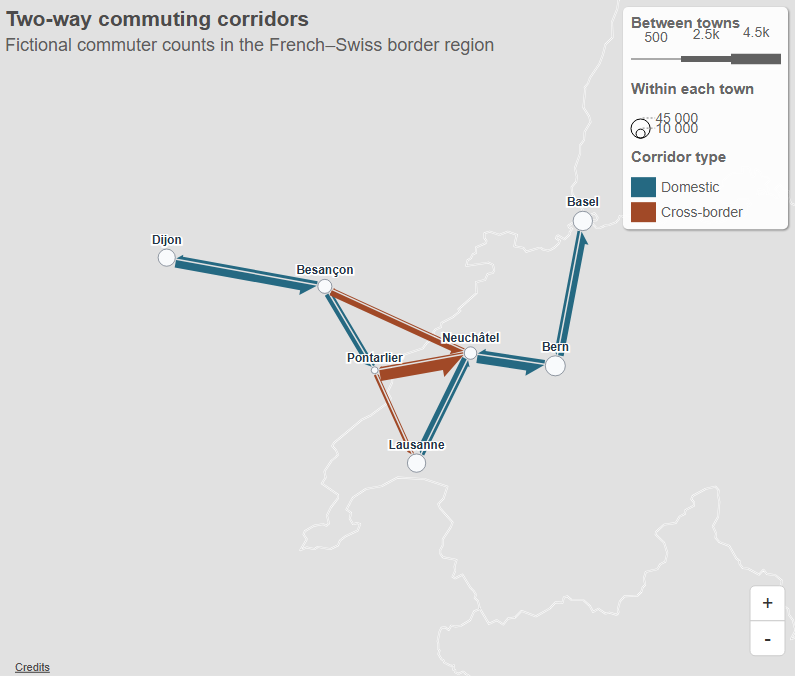 Two-way commuting corridors
Fictional commuter counts in the French–Swiss border region
Between towns
500 2.5k 4.5k
Within each town
45 000
10 000
Corridor type
Domestic
Cross-border
Basel
Dijon
Besançon
Neuchâtel
Bern
Pontarlier
Lausanne
+
-
Credits